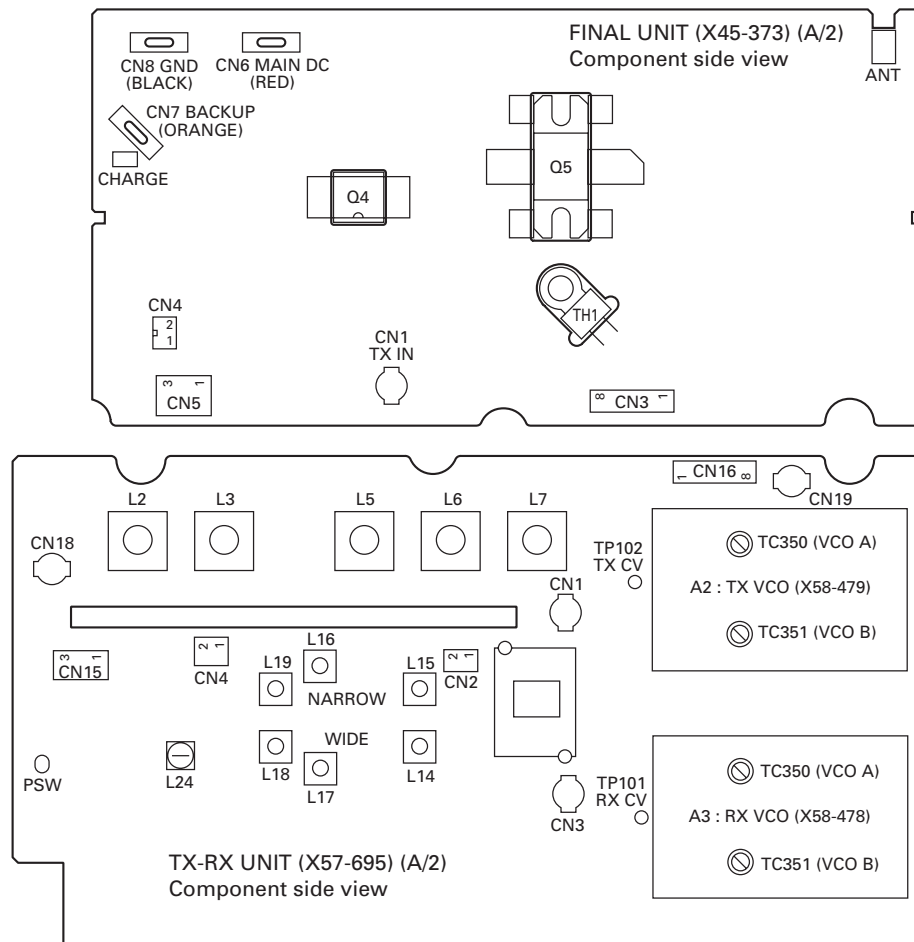 FINAL UNIT (X45-373) (A/2)
Component side view
ANT
CN8 GND
(BLACK)
CN6 MAIN DC
(RED)
CN7 BACKUP
(ORANGE)
CHARGE
Q4
Q5
TH1
CN4
2
1
CN1
TX IN
3 1
CN5
8 CN3 1
1 CN16 8
CN19
L2
L3
L5
L6
L7
CN18
TP102
TX CV
TC350 (VCO A)
A2 : TX VCO (X58-479)
TC351 (VCO B)
CN1
3 1
CN15
2 1
CN4
L16
L19
L15
2 1
CN2
NARROW
WIDE
L18
L17
L14
L24
PSW
CN3
TP101
RX CV
TC350 (VCO A)
A3 : RX VCO (X58-478)
TC351 (VCO B)
TX-RX UNIT (X57-695) (A/2)
Component side view